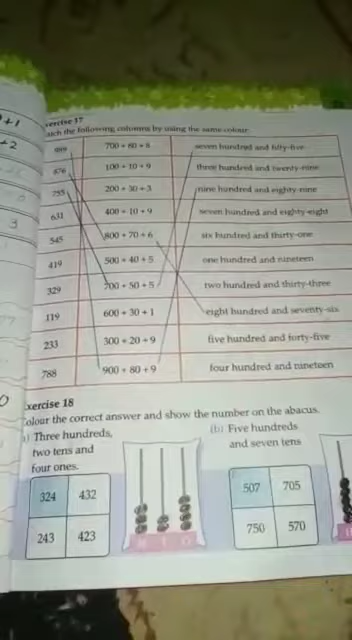 Exercise 17
atch the following columns by using the same colour.
989 700 + 80 + 8 seven hundred and fifty-five
876 100 + 10 + 9 three hundred and twenty-nine
755 200 + 30 + 3 nine hundred and eighty-nine
631 400 + 10 + 9 seven hundred and eighty-eight
545 800 + 70 + 6 six hundred and thirty-one
419 500 + 40 + 5 one hundred and nineteen
329 700 + 50 + 5 two hundred and thirty-three
119 600 + 30 + 1 eight hundred and seventy-six
233 300 + 20 + 9 five hundred and forty-five
788 900 + 80 + 9 four hundred and nineteen
Exercise 18
Colour the correct answer and show the number on the abacus.
a) Three hundreds,
two tens and
four ones.
324 432
243 423
H T O
(b) Five hundreds
and seven tens
507 705
750 570
H